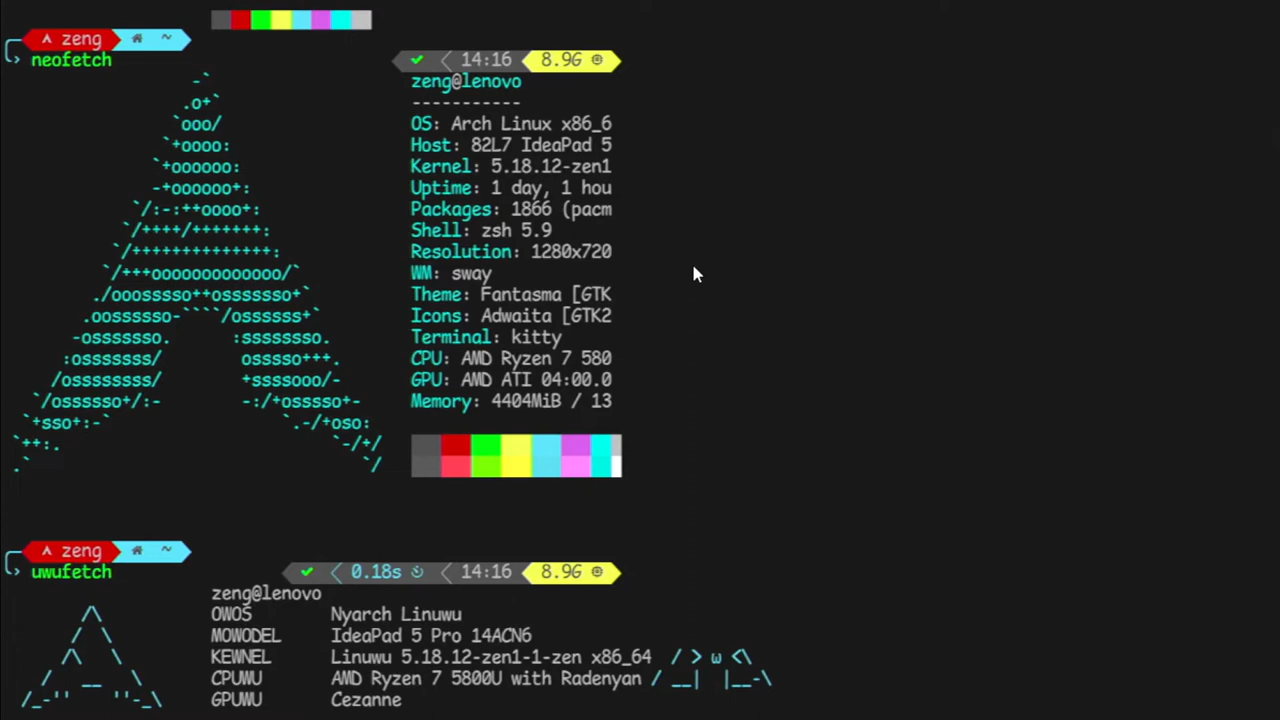 zeng ~
neofetch
14:16 8.9G
zeng@lenovo
-----------
OS: Arch Linux x86_6
Host: 82L7 IdeaPad 5
Kernel: 5.18.12-zen1
Uptime: 1 day, 1 hou
Packages: 1866 (pacm
Shell: zsh 5.9
Resolution: 1280x720
WM: sway
Theme: Fantasma [GTK
Icons: Adwaita [GTK2
Terminal: kitty
CPU: AMD Ryzen 7 580
GPU: AMD ATI 04:00.0
Memory: 4404MiB / 13
zeng ~
uwufetch
0.18s 14:16 8.9G
zeng@lenovo
OWOS Nyarch Linuwu
MOWODEL IdeaPad 5 Pro 14ACN6
KEWNEL Linuwu 5.18.12-zen1-1-zen x86_64
CPUWU AMD Ryzen 7 5800U with Radenyan
GPUWU Cezanne